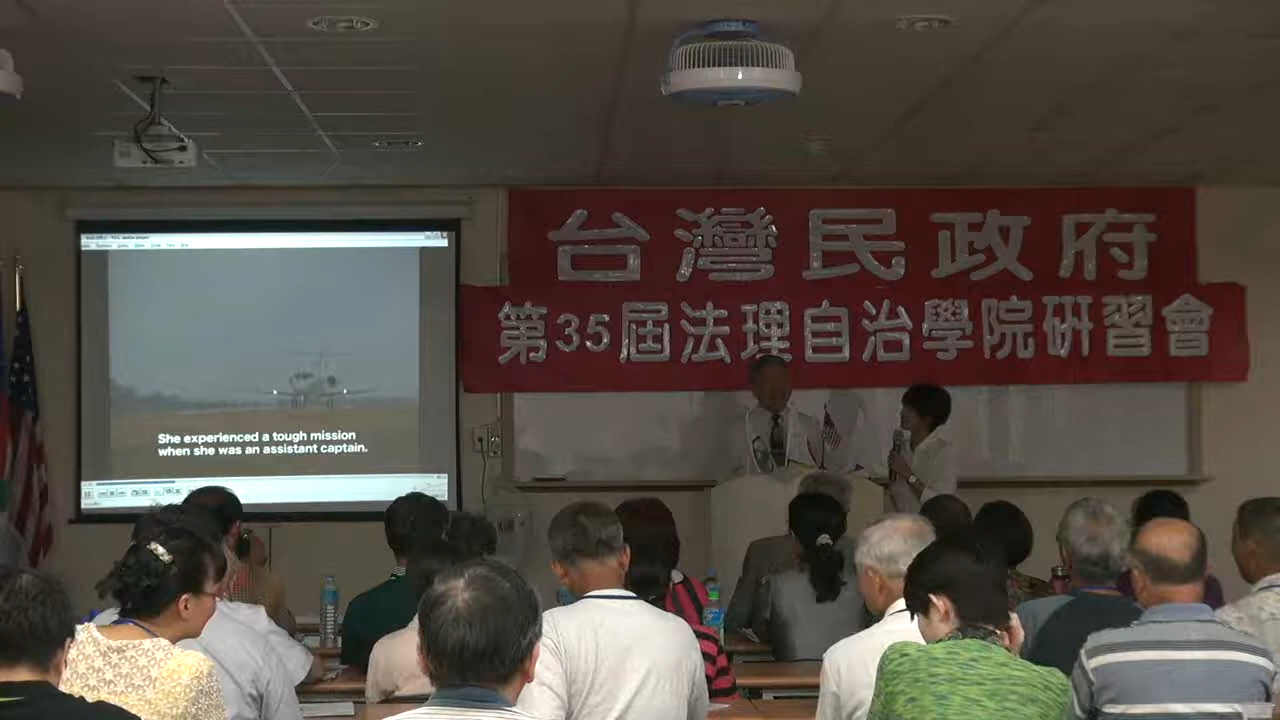 台灣民政府
第35屆法理自治學院研習會
She experienced a tough mission
when she was an assistant captain.